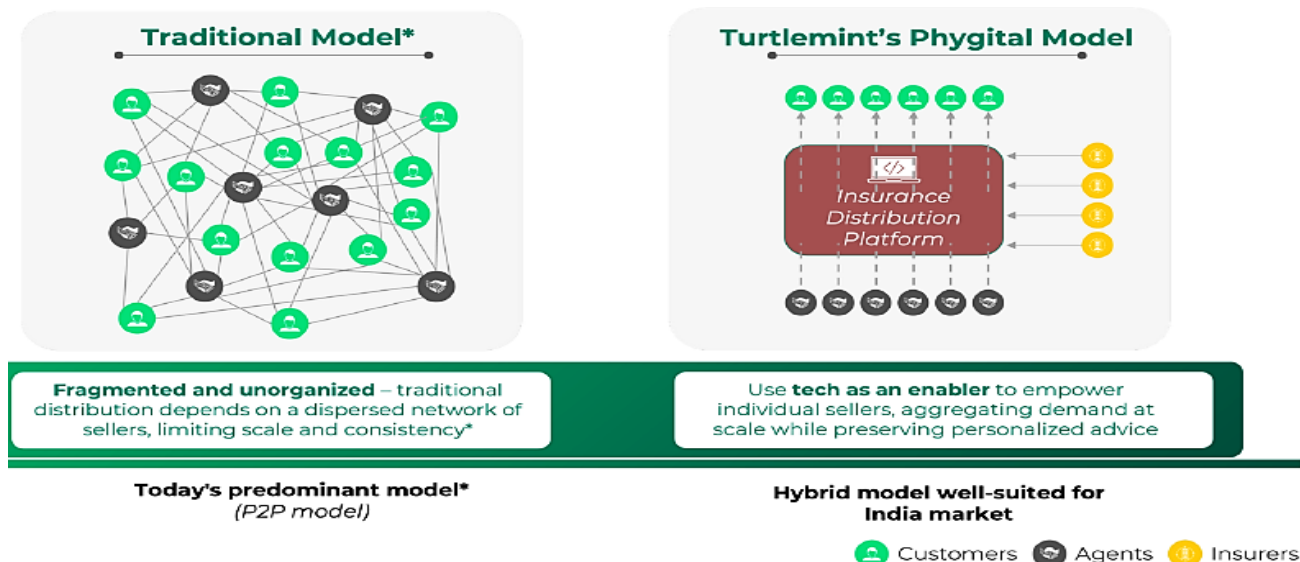 Traditional Model*
Turtlemint's Phygital Model
</>
Insurance
Distribution
Platform
Fragmented and unorganized – traditional
distribution depends on a dispersed network of
sellers, limiting scale and consistency*
Use tech as an enabler to empower
individual sellers, aggregating demand at
scale while preserving personalized advice
Today's predominant model*
(P2P model)
Hybrid model well-suited for
India market
Customers
Agents
Insurers